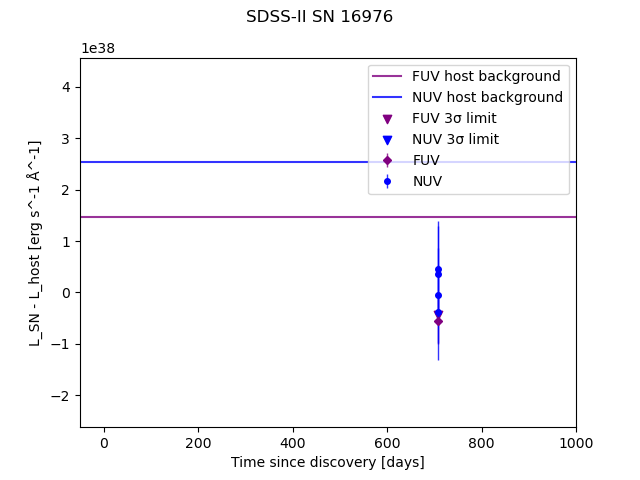 SDSS-II SN 16976
1e38
FUV host background
NUV host background
FUV 3σ limit
NUV 3σ limit
FUV
NUV
4
3
2
1
0
−1
−2
L_SN - L_host [erg s^-1 Å^-1]
0 200 400 600 800 1000
Time since discovery [days]